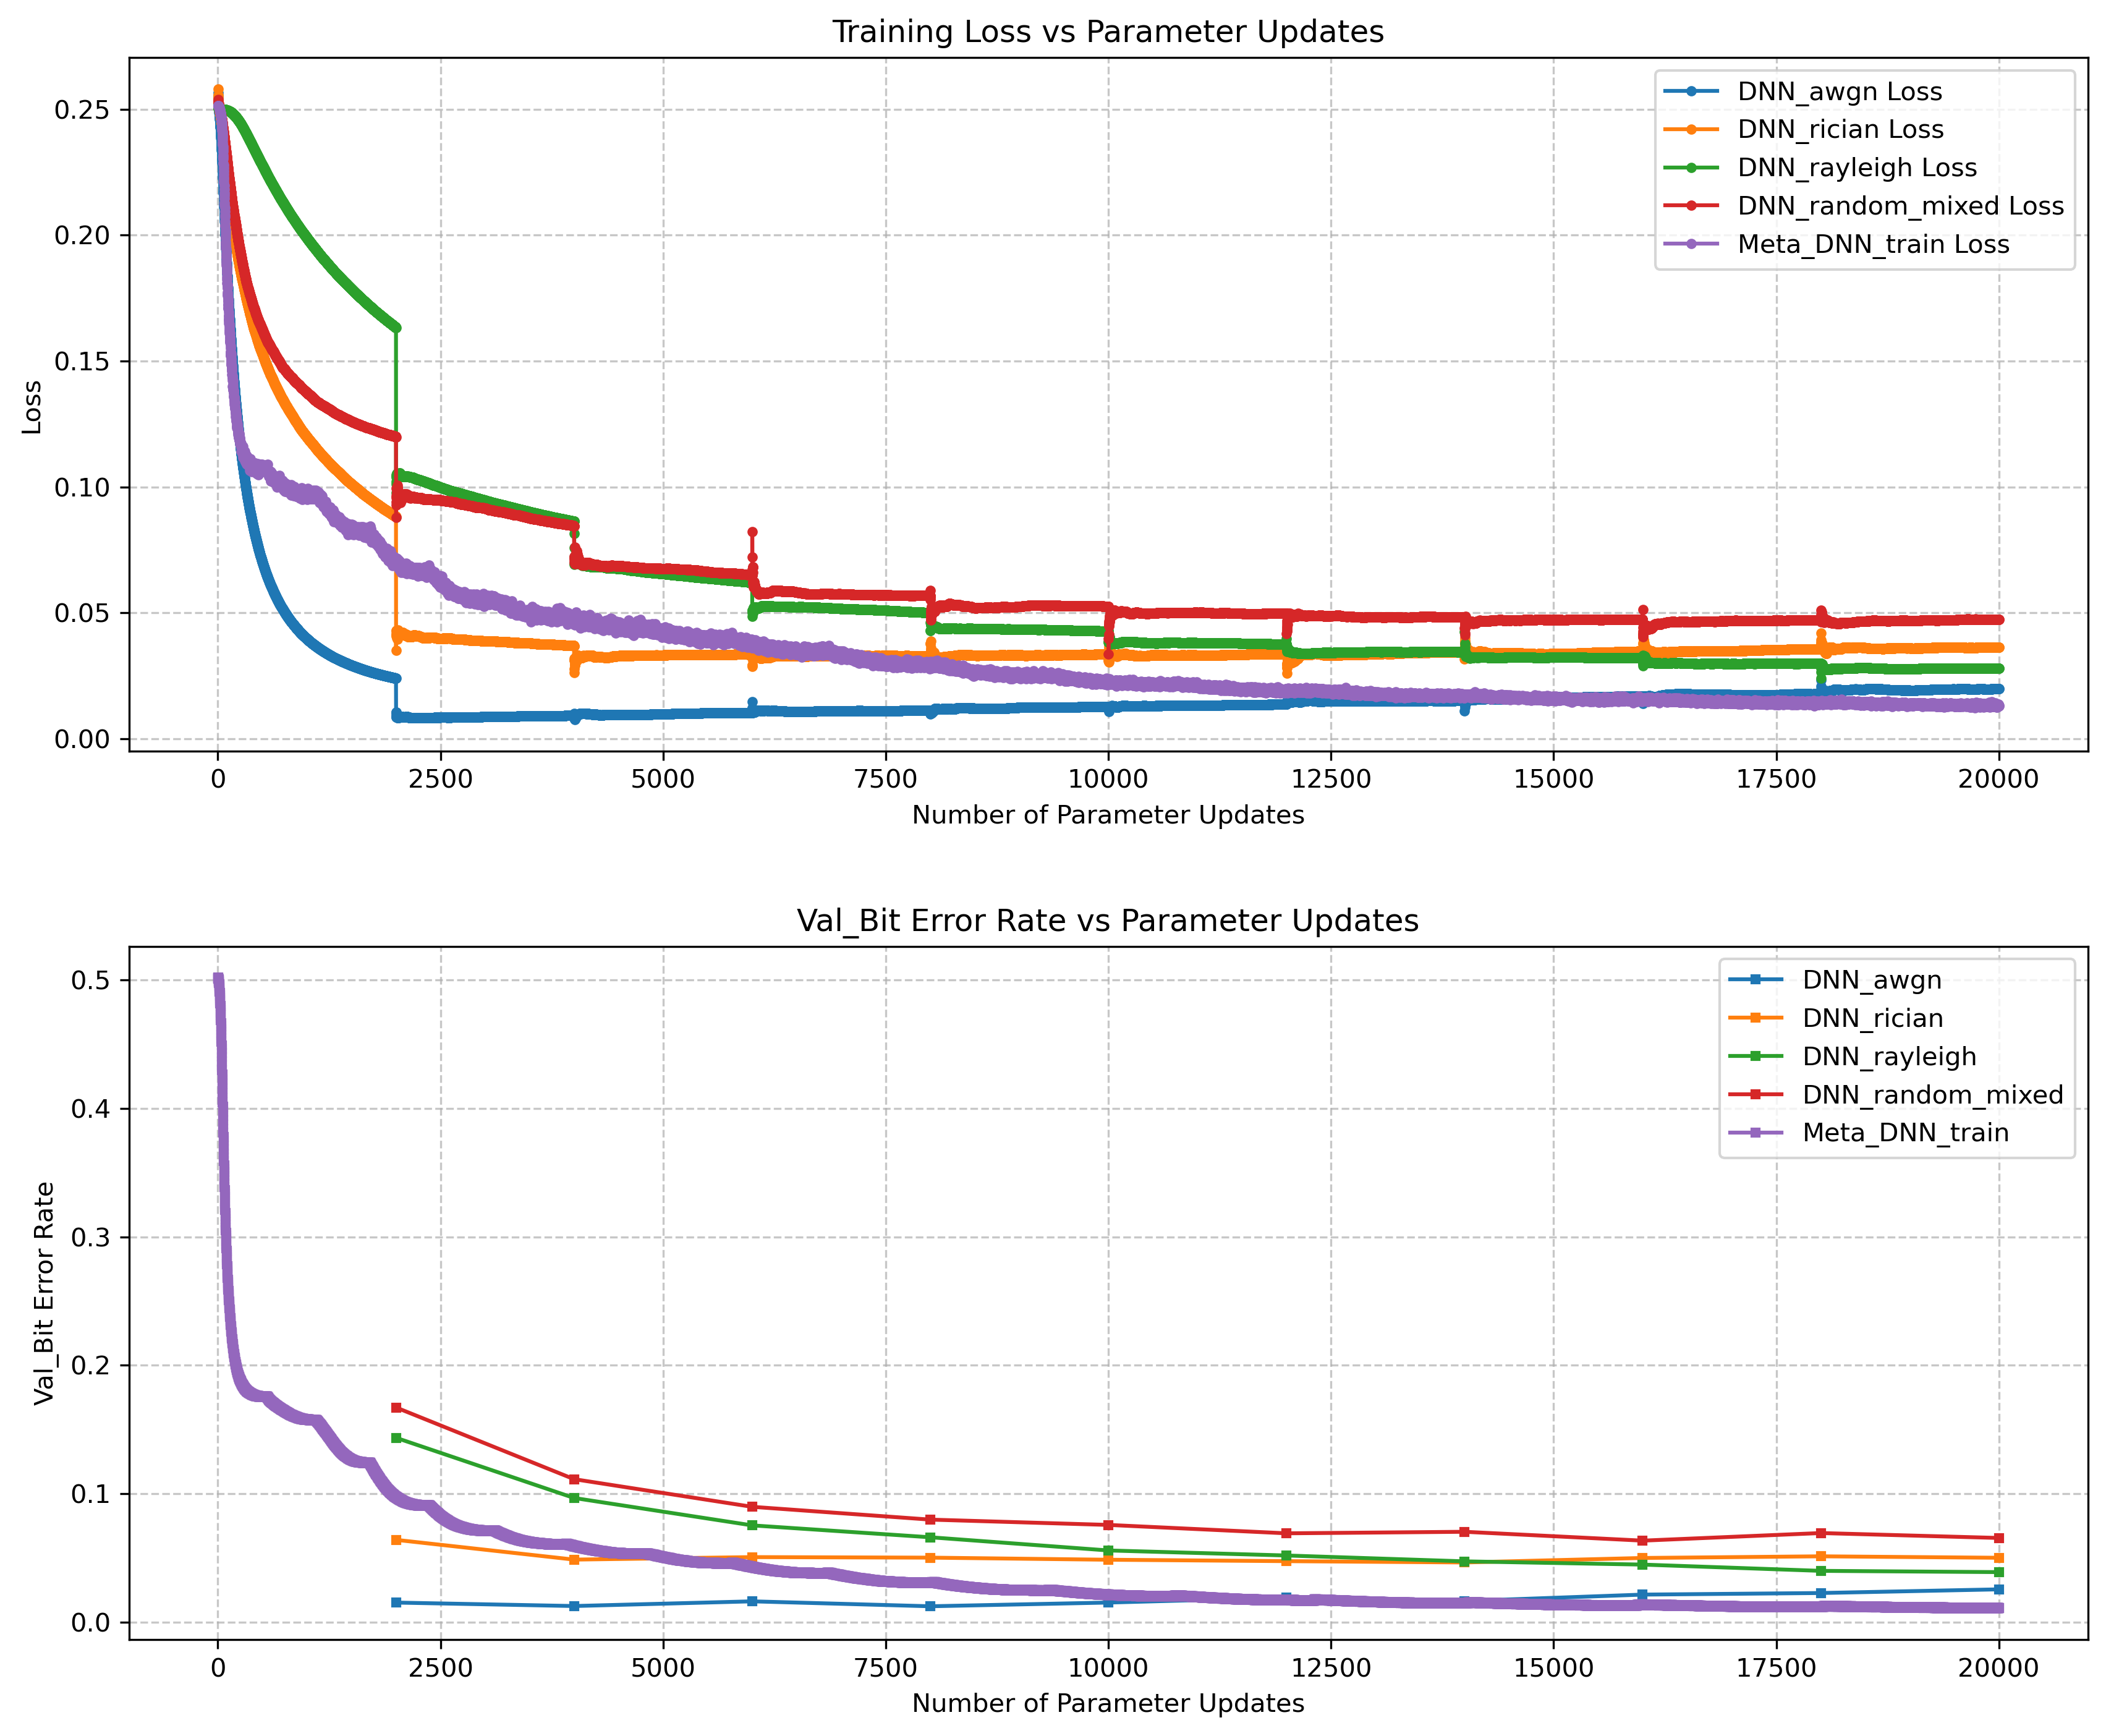 Training Loss vs Parameter Updates
Loss
0.25
0.20
0.15
0.10
0.05
0.00
DNN_awgn Loss
DNN_rician Loss
DNN_rayleigh Loss
DNN_random_mixed Loss
Meta_DNN_train Loss
0 2500 5000 7500 10000 12500 15000 17500 20000
Number of Parameter Updates
Val_Bit Error Rate vs Parameter Updates
Val_Bit Error Rate
0.5
0.4
0.3
0.2
0.1
0.0
DNN_awgn
DNN_rician
DNN_rayleigh
DNN_random_mixed
Meta_DNN_train
0 2500 5000 7500 10000 12500 15000 17500 20000
Number of Parameter Updates